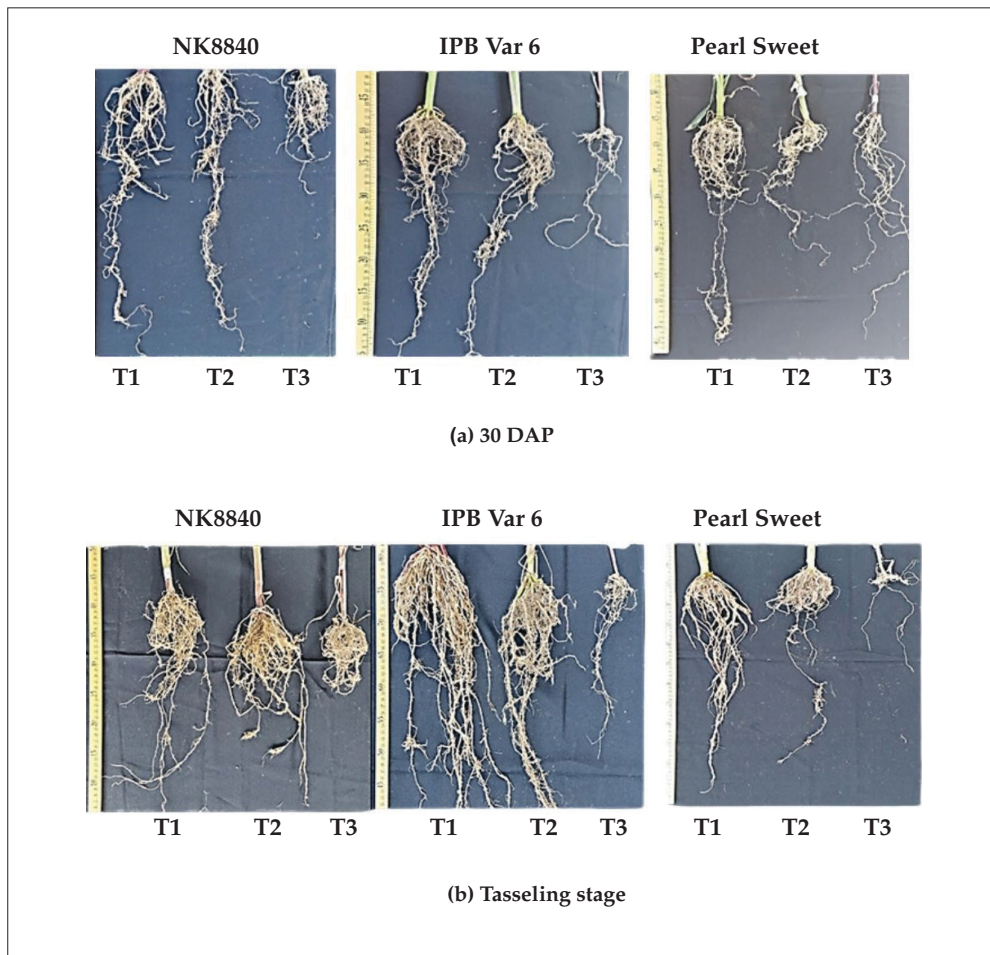 NK8840 IPB Var 6 Pearl Sweet
T1 T2 T3 T1 T2 T3 T1 T2 T3
(a) 30 DAP
NK8840 IPB Var 6 Pearl Sweet
T1 T2 T3 T1 T2 T3 T1 T2 T3
(b) Tasseling stage